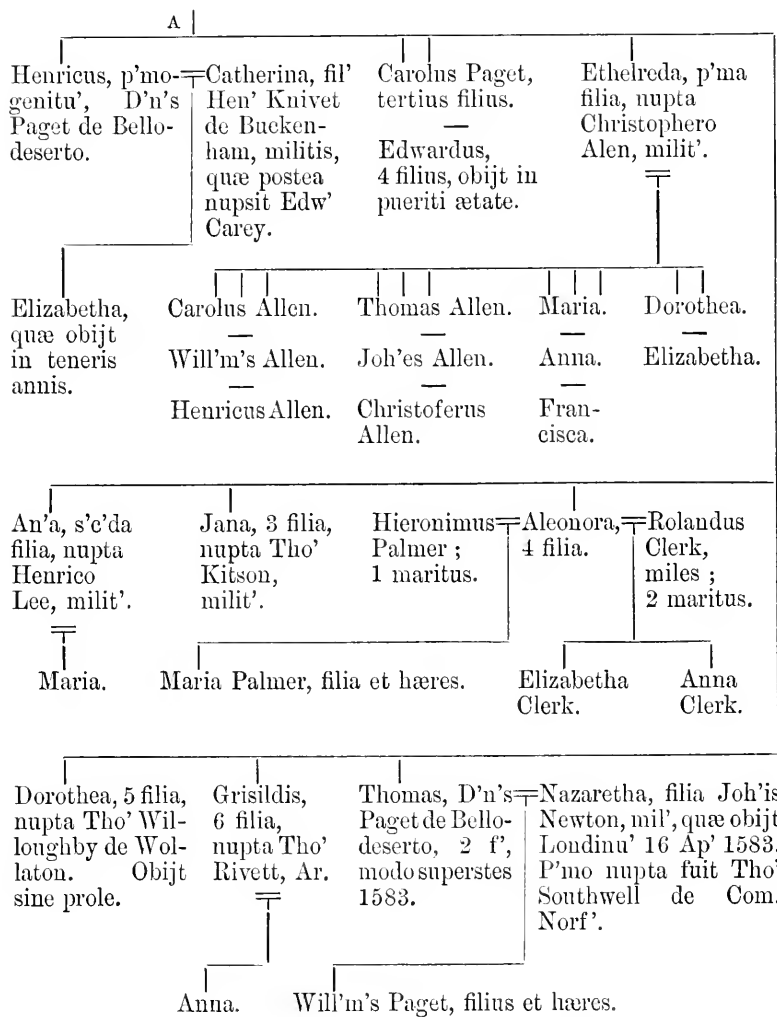 A
Henricus, p'mo-
genitu', D'n's
Paget de Bello-
deserto.
Catherina, fil'
Hen' Knivet
de Bucken-
ham, militis,
quæ postea
nupsit Edw'
Carey.
Carolus Paget,
tertius filius.
—
Edwardus,
4 filius, obijt in
pueriti ætate.
Ethelreda, p'ma
filia, nupta
Christophero
Alen, milit'.
Elizabetha,
quæ obijt
in teneris
annis.
Carolus Allen.
—
Will'm's Allen.
—
Henricus Allen.
Thomas Allen.
—
Joh'es Allen.
—
Christoferus
Allen.
Maria.
—
Anna.
—
Fran-
cisca.
Dorothea.
—
Elizabetha.
An'a, s'c'da
filia, nupta
Henrico
Lee, milit'.
Jana, 3 filia,
nupta Tho'
Kitson,
milit'.
Hieronimus
Palmer ;
1 maritus.
Aleonora,
4 filia.
Rolandus
Clerk,
miles ;
2 maritus.
Maria.
Maria Palmer, filia et hæres.
Elizabetha
Clerk.
Anna
Clerk.
Dorothea, 5 filia,
nupta Tho' Wil-
loughby de Wol-
laton. Obijt
sine prole.
Grisildis,
6 filia,
nupta Tho'
Rivett, Ar.
Thomas, D'n's
Paget de Bello-
deserto, 2 f',
modo superstes
1583.
Nazaretha, filia Joh'is
Newton, mil', quæ obijt
Londinu' 16 Ap' 1583.
P'mo nupta fuit Tho'
Southwell de Com.
Norf'.
Anna.
Will'm's Paget, filius et hæres.